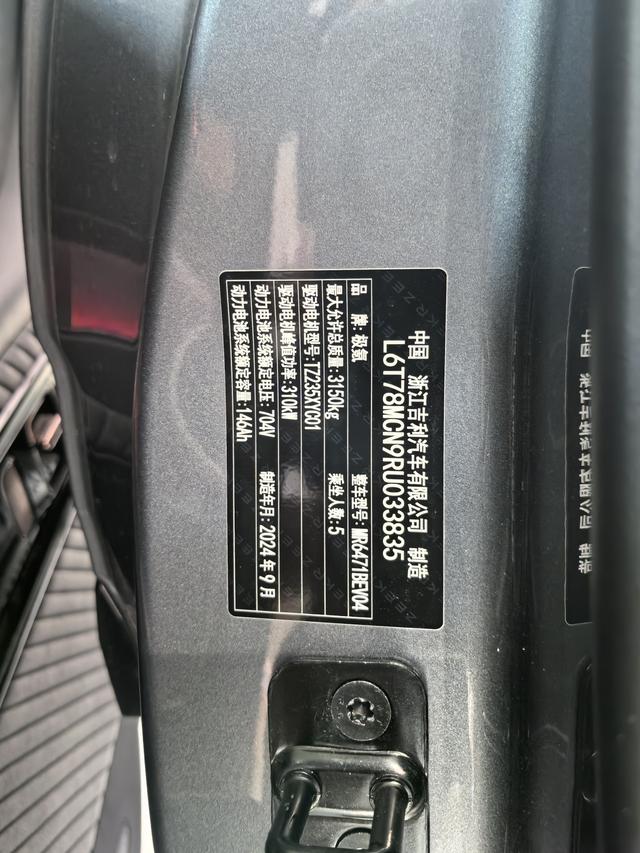 中国 浙江吉利汽车有限公司 制造
L6T78MCN9RU033835
品 牌: 极氪 整车型号: MR6471BEV04
最大允许总质量: 3150kg 乘坐人数: 5
驱动电机型号: TZ235XYC01
驱动电机峰值功率: 310kW
动力电池系统额定电压: 704V 制造年月: 2024 年 9 月
动力电池系统额定容量: 146Ah
ZEEKR